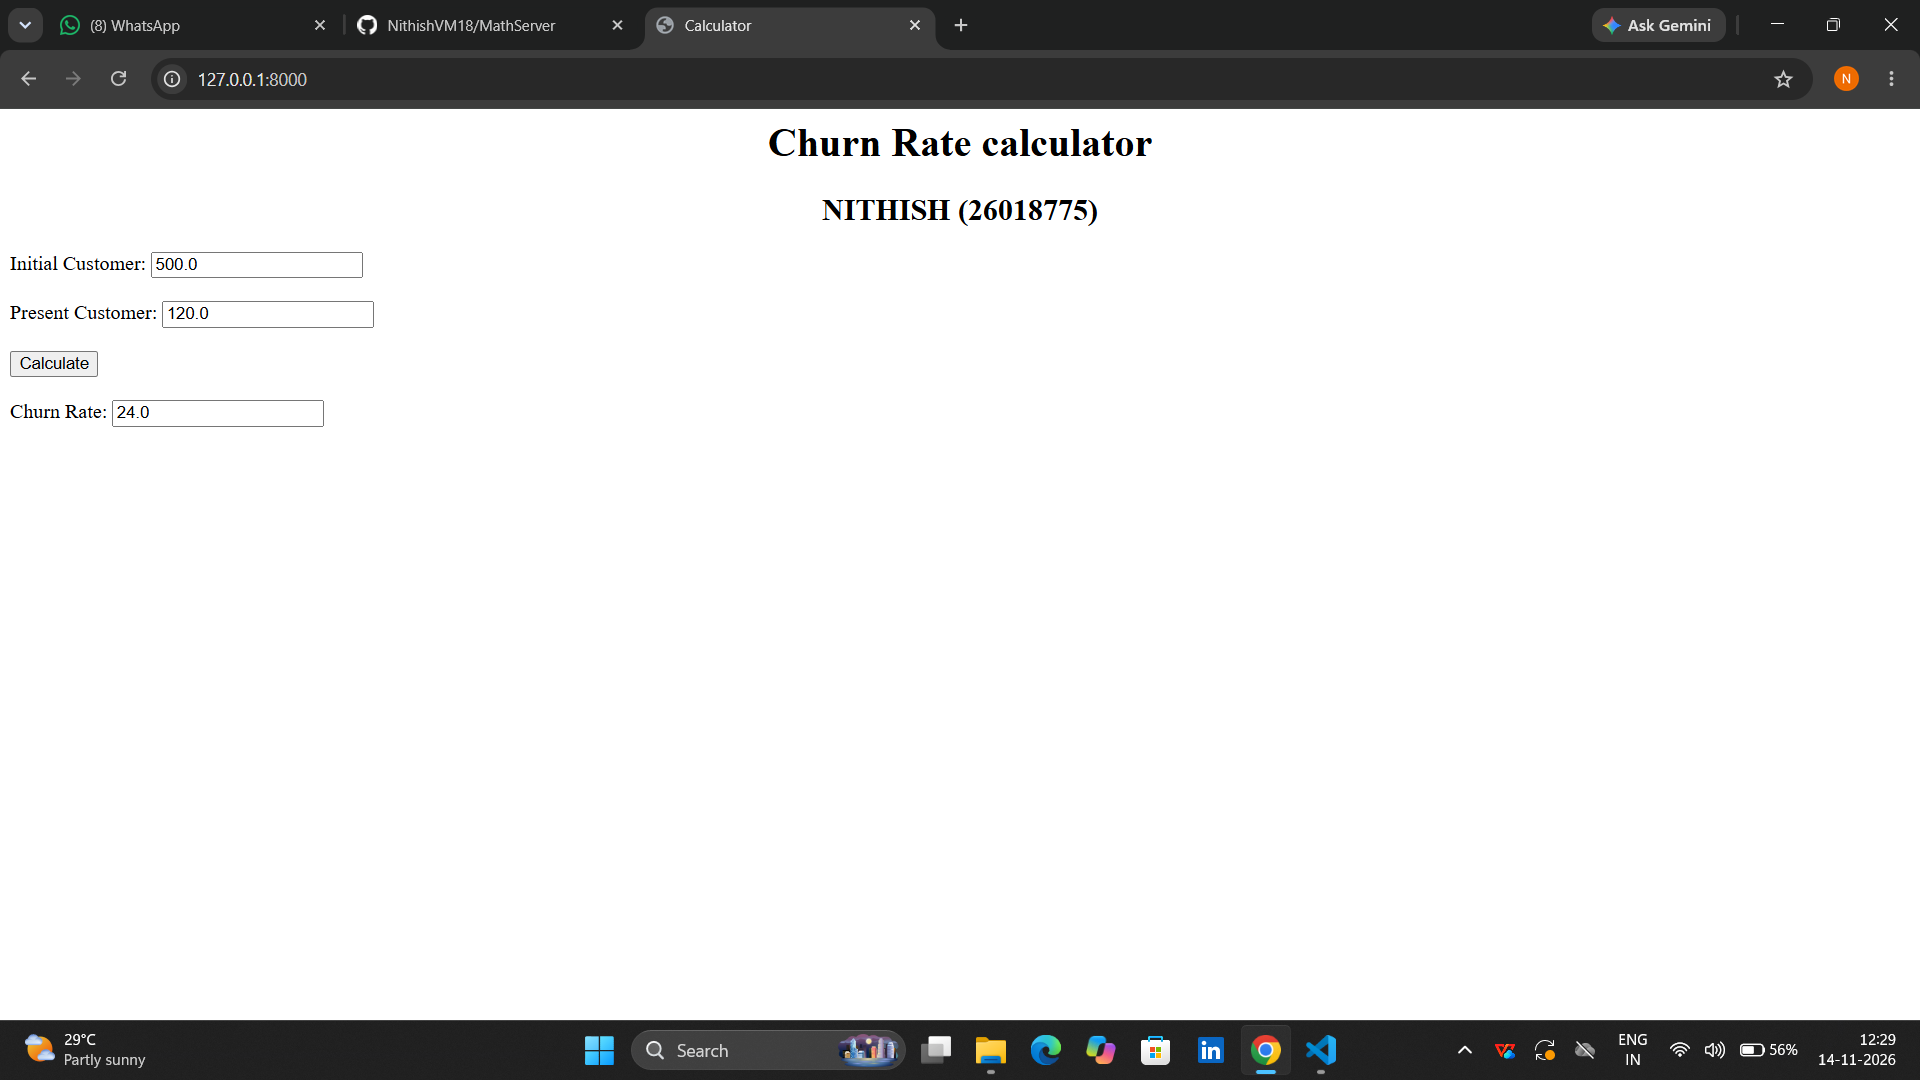 (8) WhatsApp
NithishVM18/MathServer
Calculator
Ask Gemini
127.0.0.1:8000
N
Churn Rate calculator
NITHISH (26018775)
Initial Customer: 500.0
Present Customer: 120.0
Calculate
Churn Rate: 24.0
29°C
Partly sunny
Search
in
ENG
IN
56%
12:29
14-11-2026